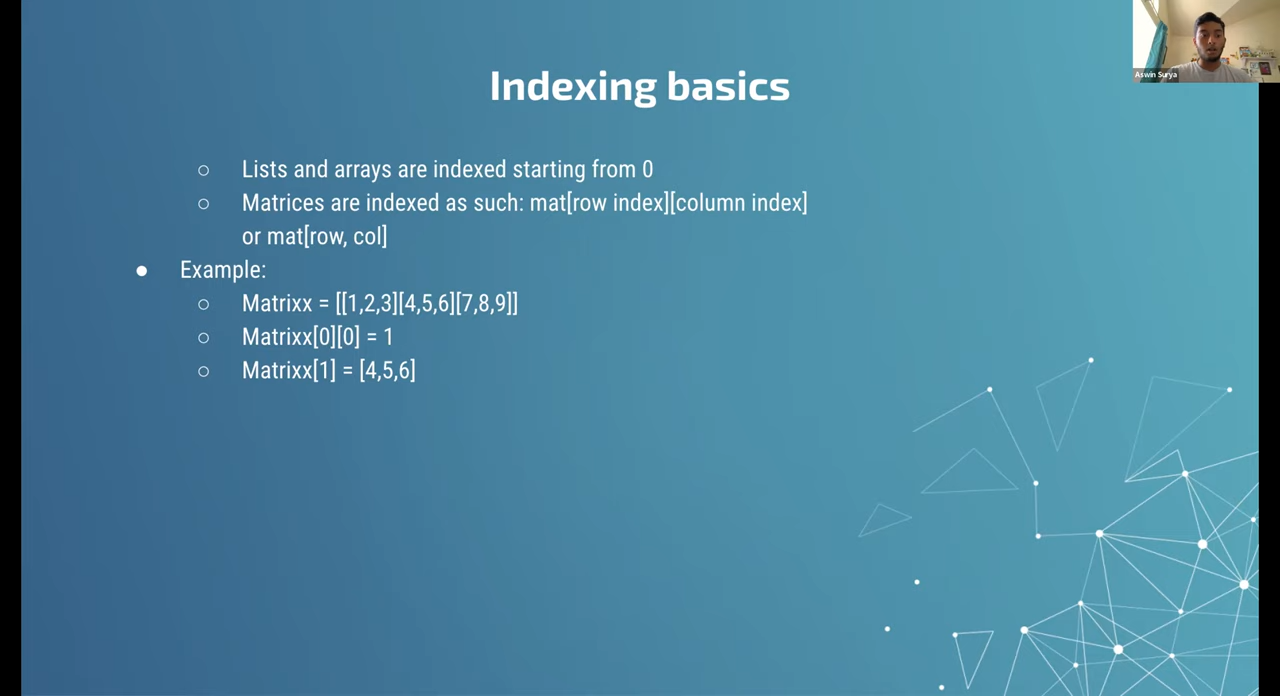 Aswin Surya
Indexing basics
○ Lists and arrays are indexed starting from 0
○ Matrices are indexed as such: mat[row index][column index]
or mat[row, col]
● Example:
○ Matrixx = [[1,2,3][4,5,6][7,8,9]]
○ Matrixx[0][0] = 1
○ Matrixx[1] = [4,5,6]